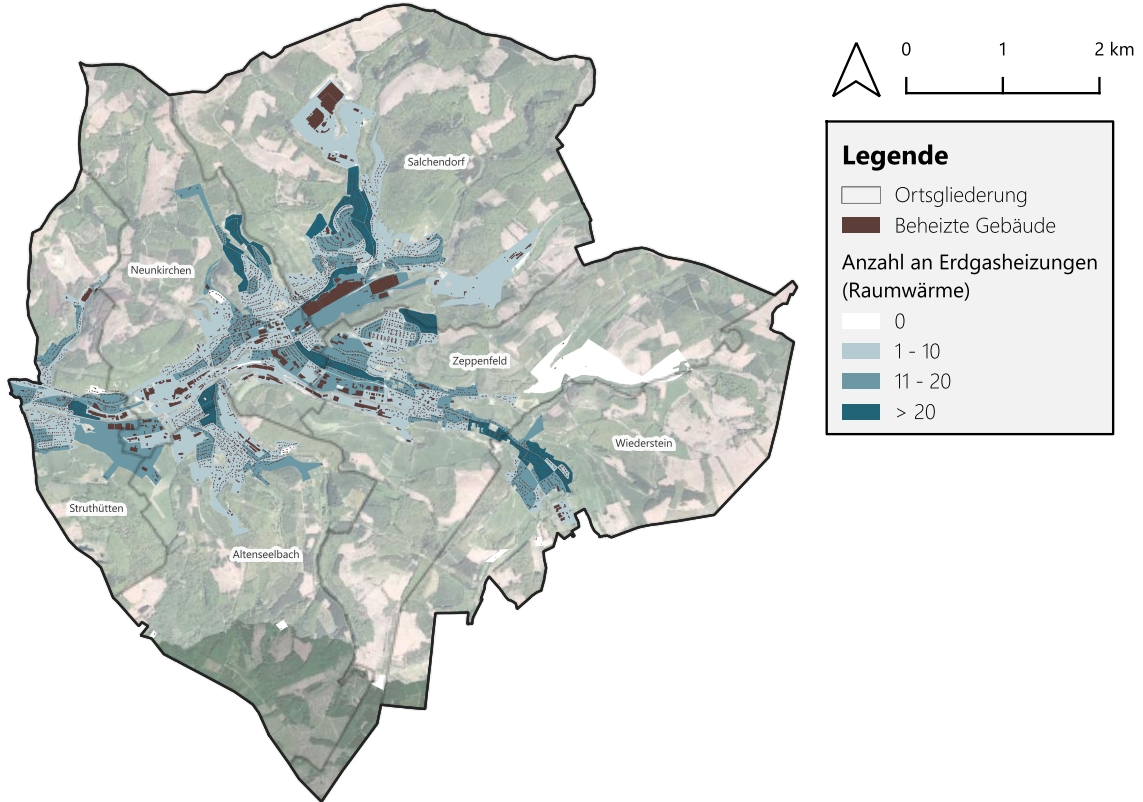 0 1 2 km
Legende
Ortsgliederung
Beheizte Gebäude
Anzahl an Erdgasheizungen
(Raumwärme)
0
1 - 10
11 - 20
> 20
Salchendorf
Neunkirchen
Zeppenfeld
Wiederstein
Struthütten
Altenseelbach